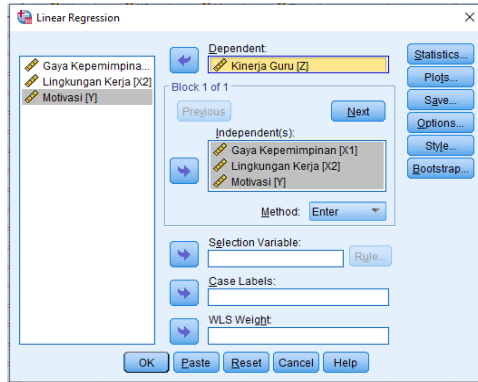 Linear Regression
Gaya Kepemimpina...
Lingkungan Kerja [X2]
Motivasi [Y]
Dependent:
Kinerja Guru [Z]
Block 1 of 1
Previous
Next
Independent(s):
Gaya Kepemimpinan [X1]
Lingkungan Kerja [X2]
Motivasi [Y]
Method:
Enter
Selection Variable:
Rule...
Case Labels:
WLS Weight:
Statistics...
Plots...
Save...
Options...
Style...
Bootstrap...
OK
Paste
Reset
Cancel
Help